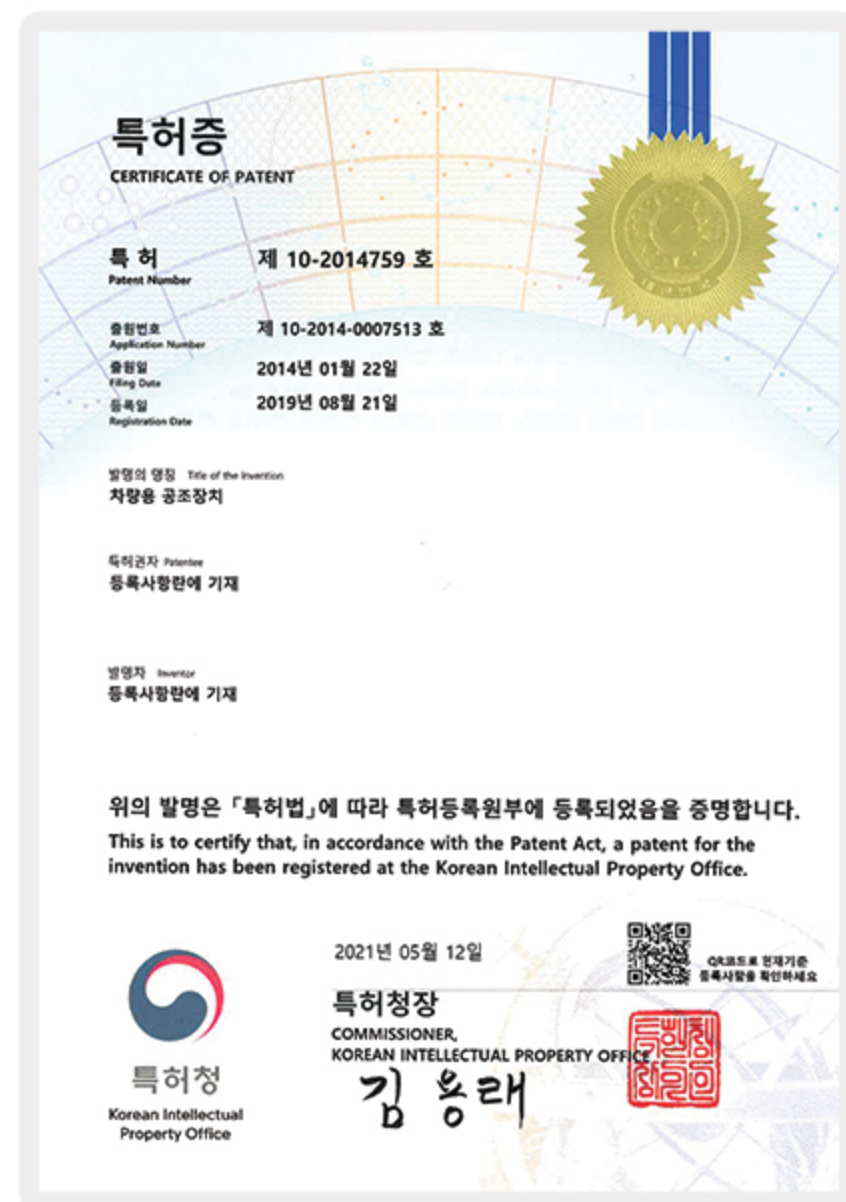 특허증
CERTIFICATE OF PATENT
특 허 제 10-2014759 호
Patent Number
출원번호 제 10-2014-0007513 호
Application Number
출원일 2014년 01월 22일
Filing Date
등록일 2019년 08월 21일
Registration Date
발명의 명칭 Title of the Invention
차량용 공조장치
특허권자 Patentee
등록사항란에 기재
발명자 Inventor
등록사항란에 기재
위의 발명은 「특허법」에 따라 특허등록원부에 등록되었음을 증명합니다.
This is to certify that, in accordance with the Patent Act, a patent for the
invention has been registered at the Korean Intellectual Property Office.
2021년 05월 12일
QR코드로 현재기준
등록사항을 확인하세요
특허청장
COMMISSIONER,
KOREAN INTELLECTUAL PROPERTY OFFICE
김용래
특허청
Korean Intellectual
Property Office